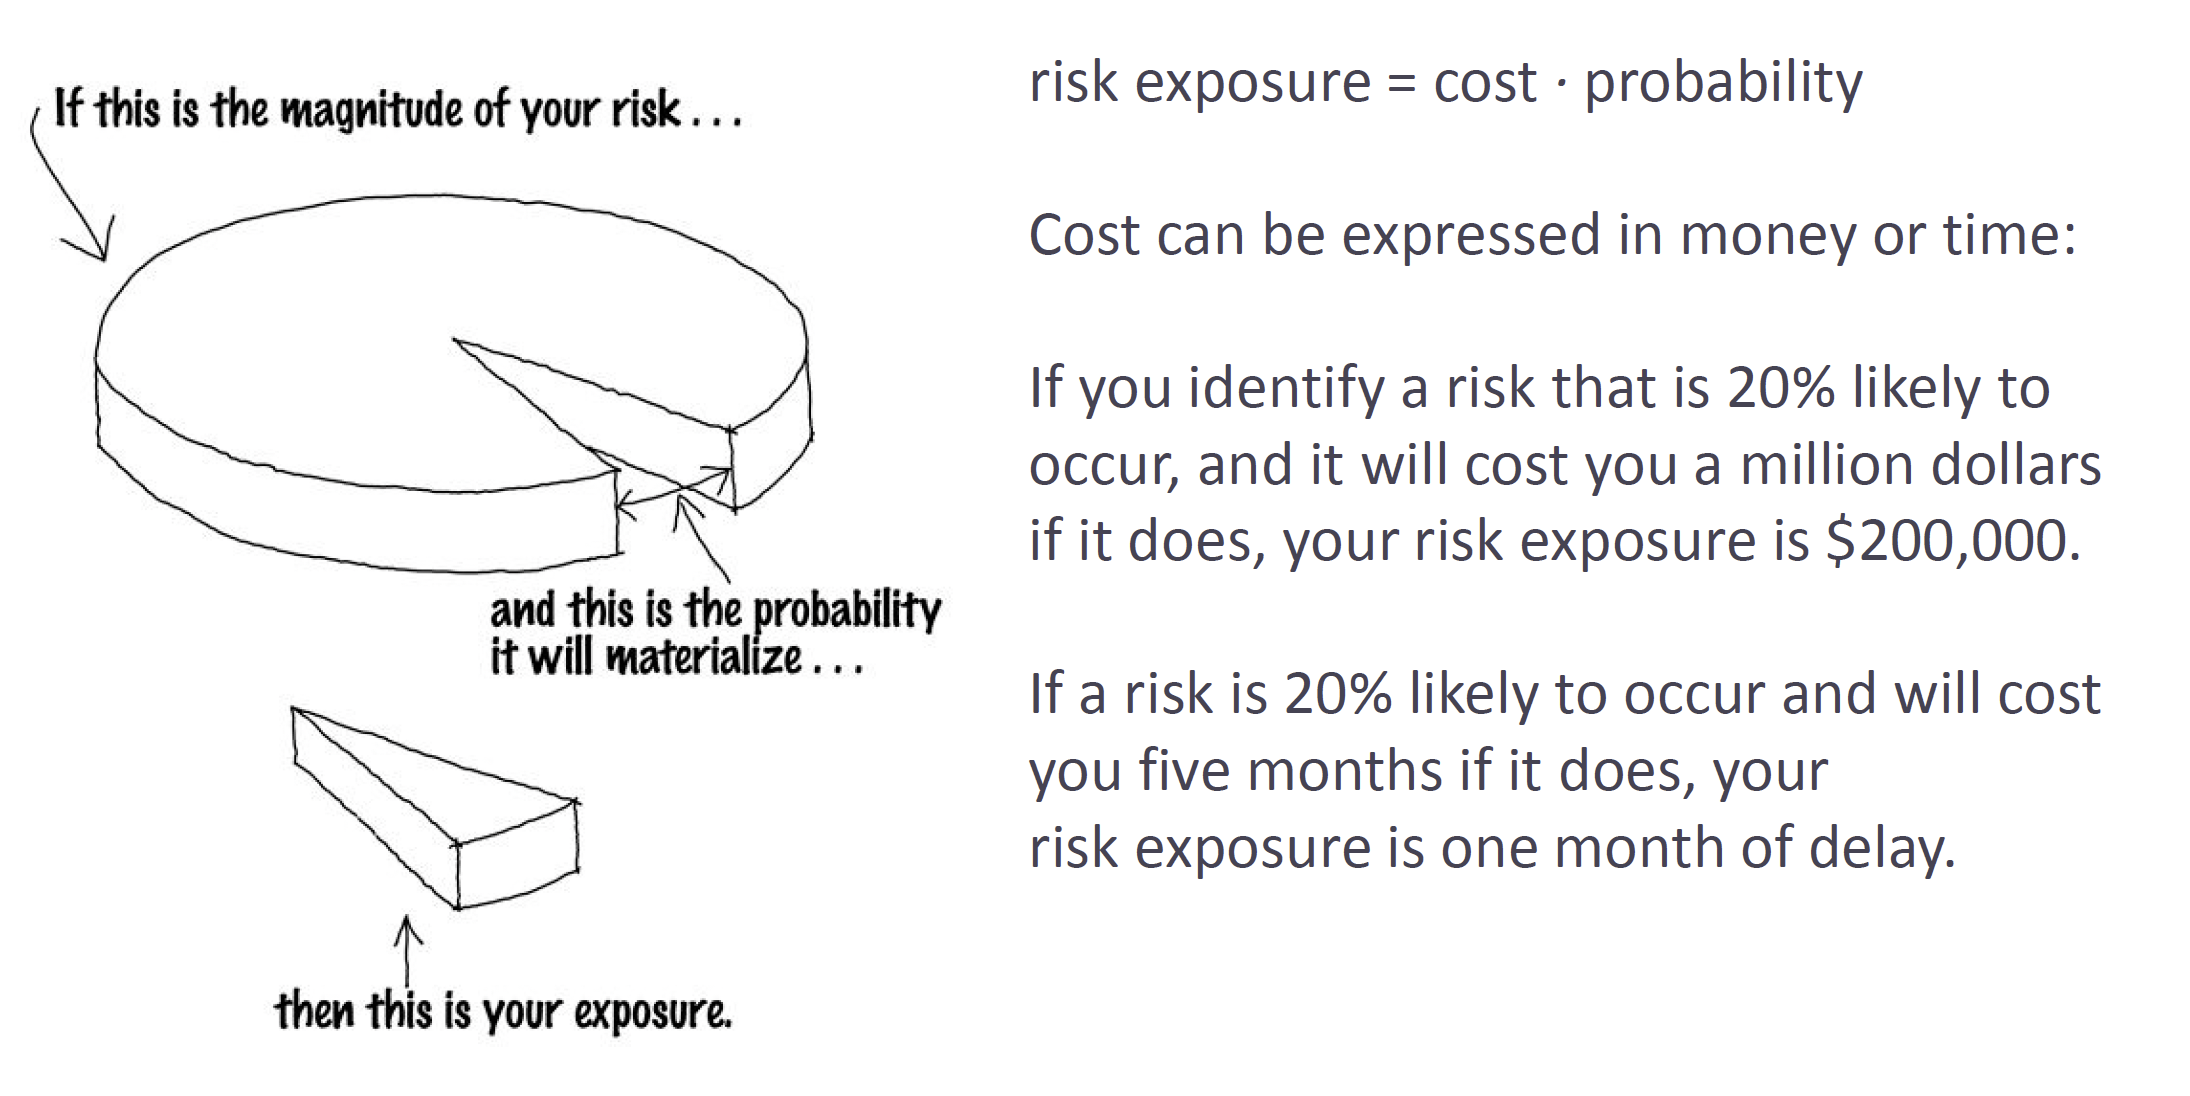 If this is the magnitude of your risk . . .
and this is the probability
it will materialize . . .
then this is your exposure.
risk exposure = cost · probability
Cost can be expressed in money or time:
If you identify a risk that is 20% likely to
occur, and it will cost you a million dollars
if it does, your risk exposure is $200,000.
If a risk is 20% likely to occur and will cost
you five months if it does, your
risk exposure is one month of delay.